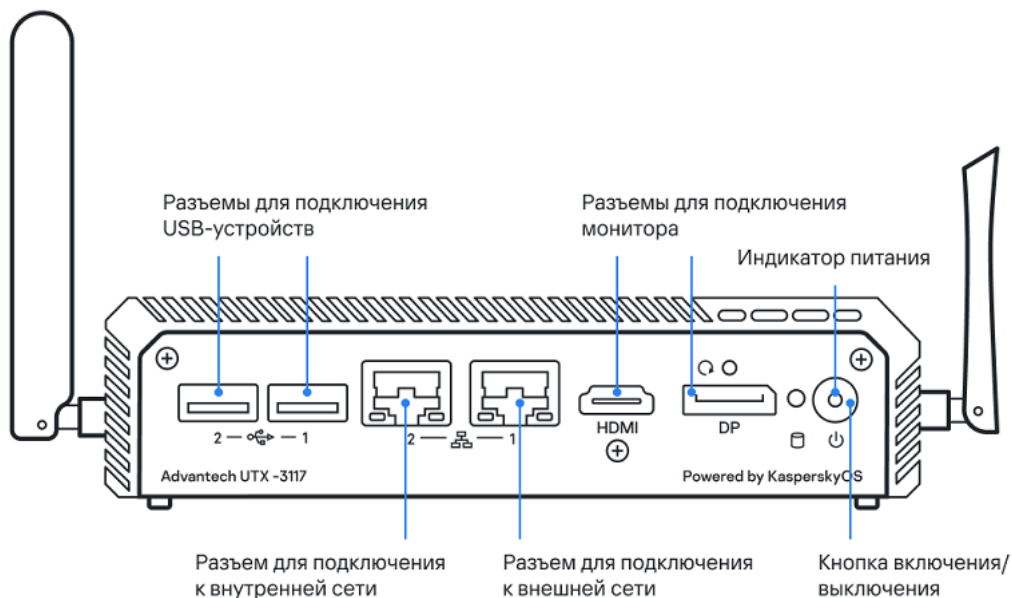 Разъемы для подключения
USB-устройств
Разъемы для подключения
монитора
Индикатор питания
HDMI
DP
2
1
2
1
Advantech UTX -3117
Powered by KasperskyOS
Разъем для подключения
к внутренней сети
Разъем для подключения
к внешней сети
Кнопка включения/
выключения